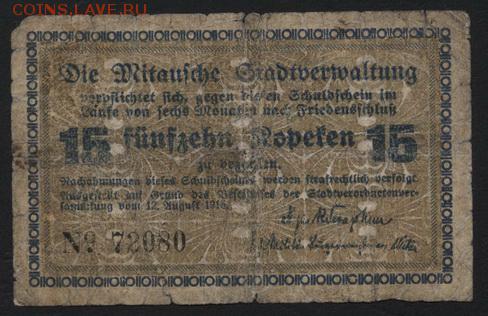 COINS.LAVE.RU
Die Mitausche Stadtverwaltung
verpflichtet sich, gegen diesen Schuldschein im
Laufe von sechs Monaten nach Friedensschluß
15 fünfzehn Kopeken 15
zu bezahlen.
Nachahmungen dieses Schuldscheines werden strafrechtlich verfolgt.
Ausgestellt auf Grund des Beschlusses der Stadtverordnetenver-
sammlung vom 12. August 1915.
№ 72080